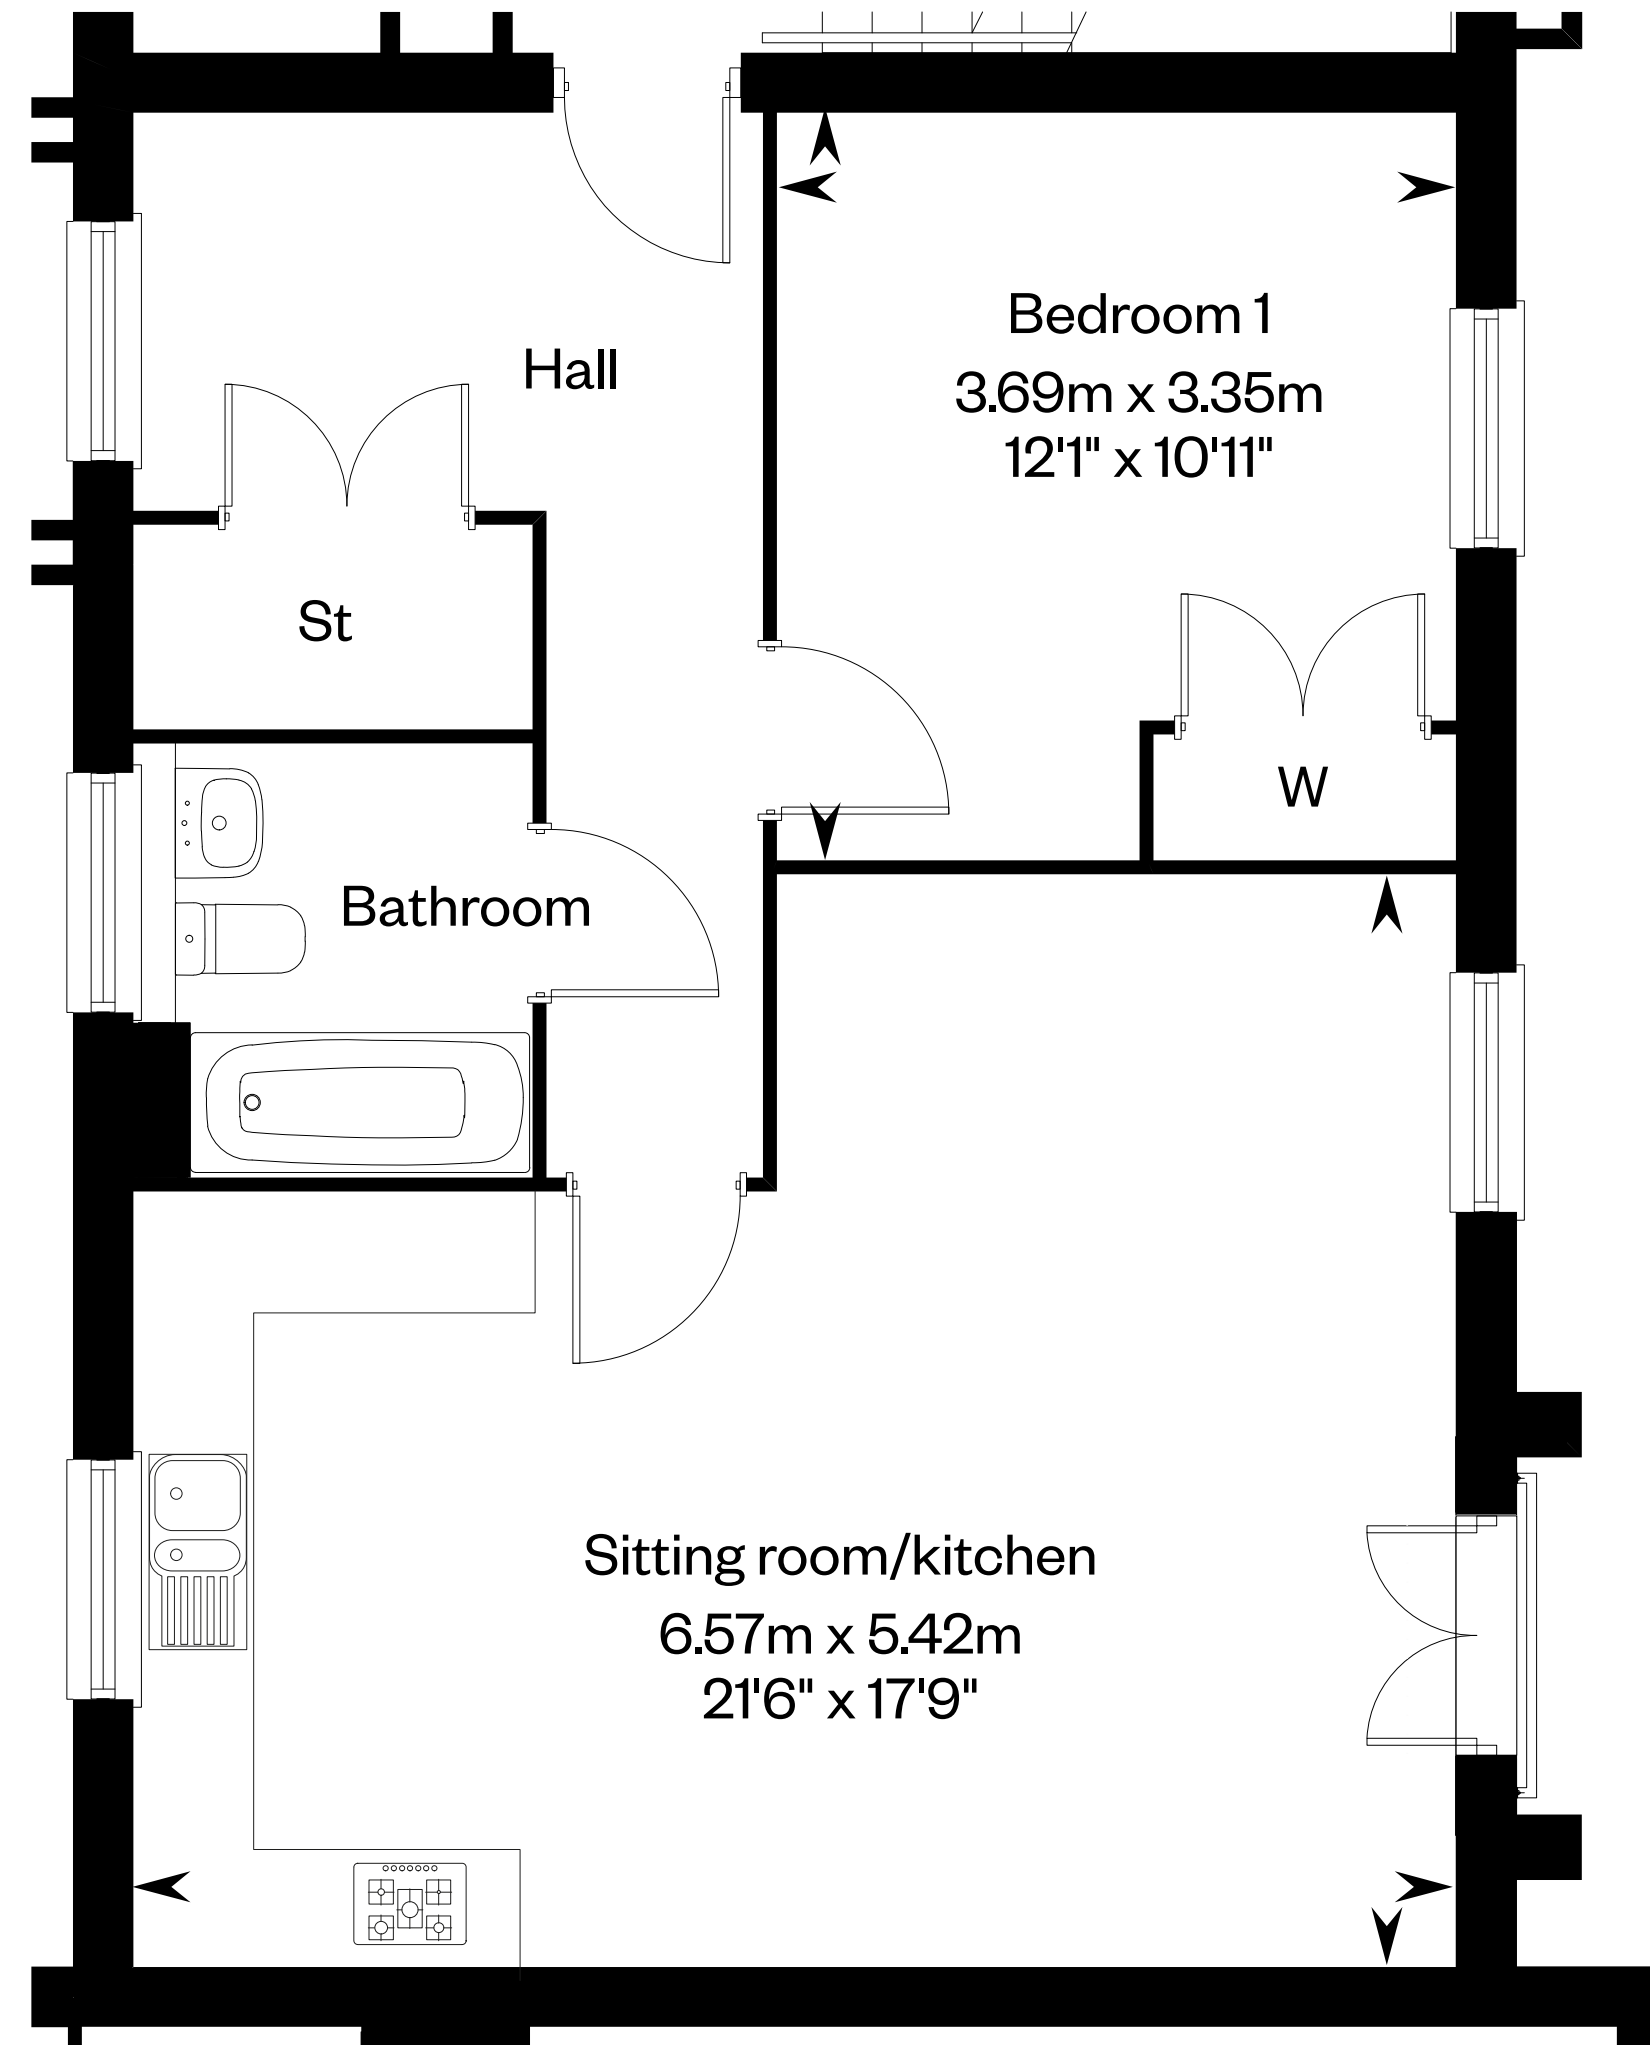 Bedroom 1
3.69m x 3.35m
12'1" x 10'11"
Hall
St
W
Bathroom
Sitting room/kitchen
6.57m x 5.42m
21'6" x 17'9"